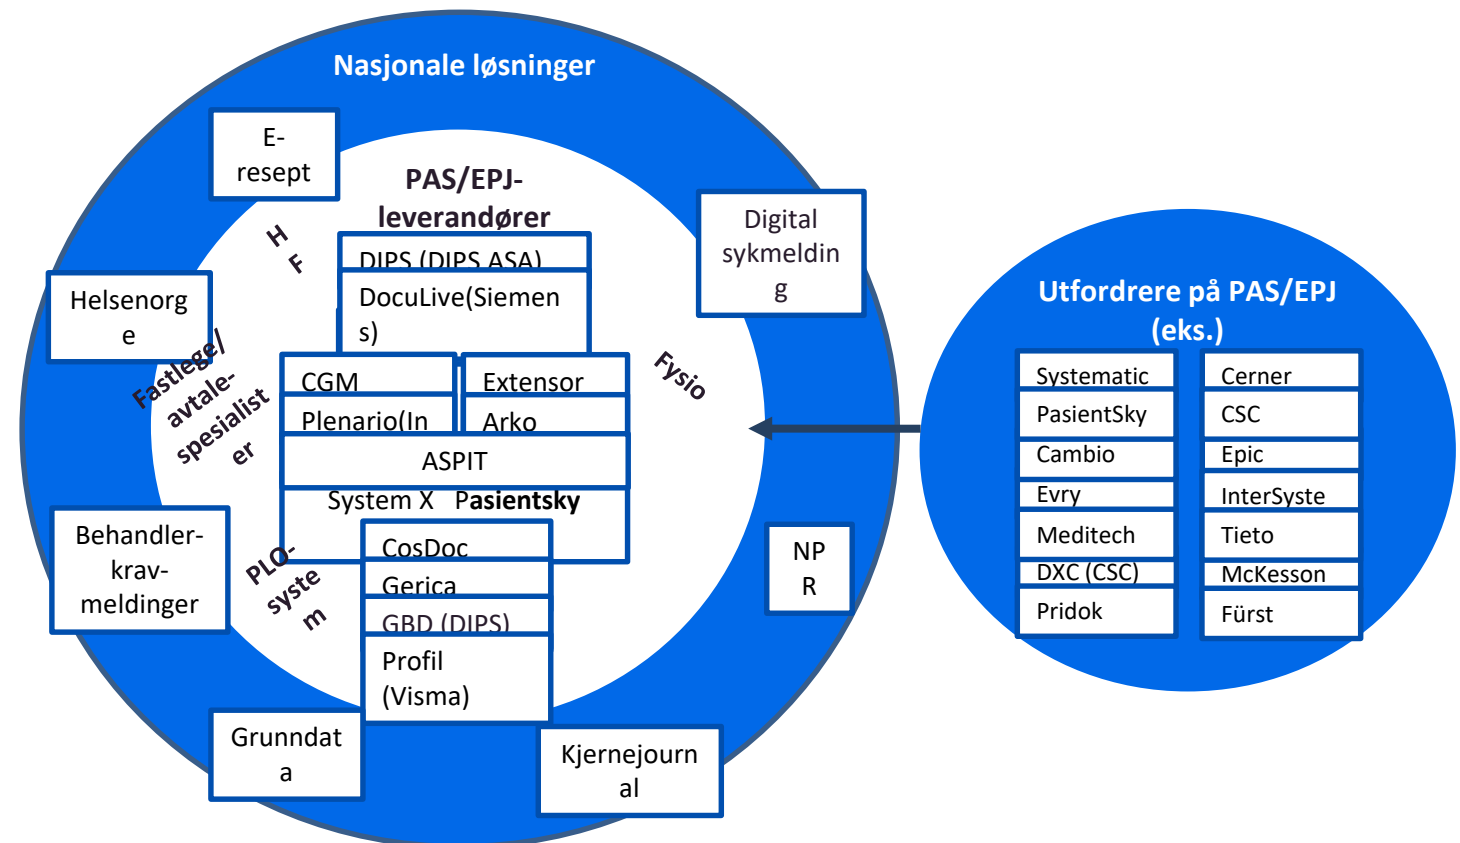 Nasjonale løsninger
E-
resept
PAS/EPJ-
leverandører
H
F
DIPS (DIPS ASA)
DocuLive(Siemen
s)
Digital
sykmeldin
g
Helsenorg
e
Fastlege/
avtale-
spesialist
er
CGM
Extensor
Plenario(In
Arko
ASPIT
System X Pasientsky
Fysio
Behandler-
krav-
meldinger
PLO-
syste
m
CosDoc
Gerica
GBD (DIPS)
Profil
(Visma)
NP
R
Grunndat
a
Kjernejourn
al
Utfordrere på PAS/EPJ
(eks.)
Systematic
PasientSky
Cambio
Evry
Meditech
DXC (CSC)
Pridok
Cerner
CSC
Epic
InterSyste
Tieto
McKesson
Fürst